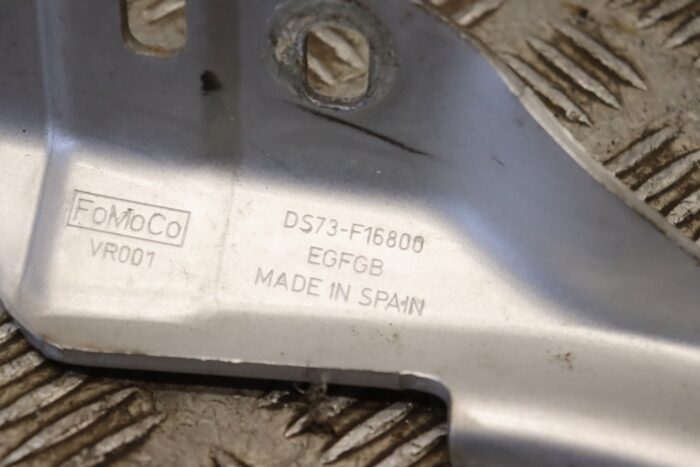 FoMoCo
VR001
DS73-F16800
EGFGB
MADE IN SPAIN